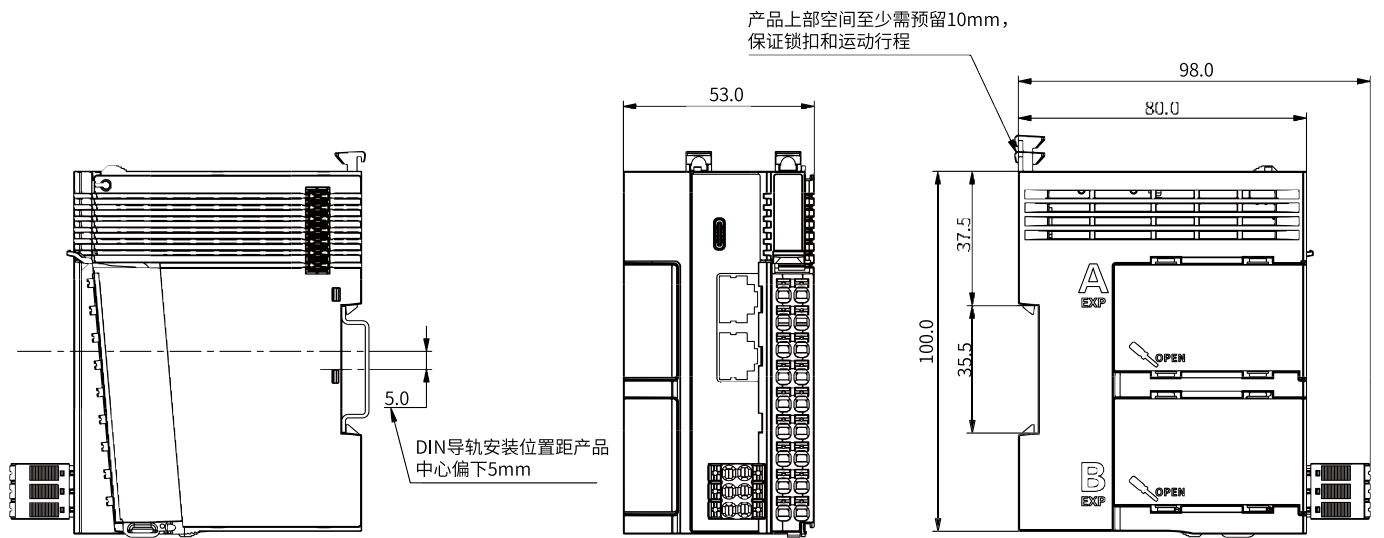 产品上部空间至少需预留10mm，
保证锁扣和运动行程
98.0
53.0
80.0
37.5
A
EXP
100.0
35.5
OPEN
5.0
DIN导轨安装位置距产品
中心偏下5mm
B
EXP
OPEN